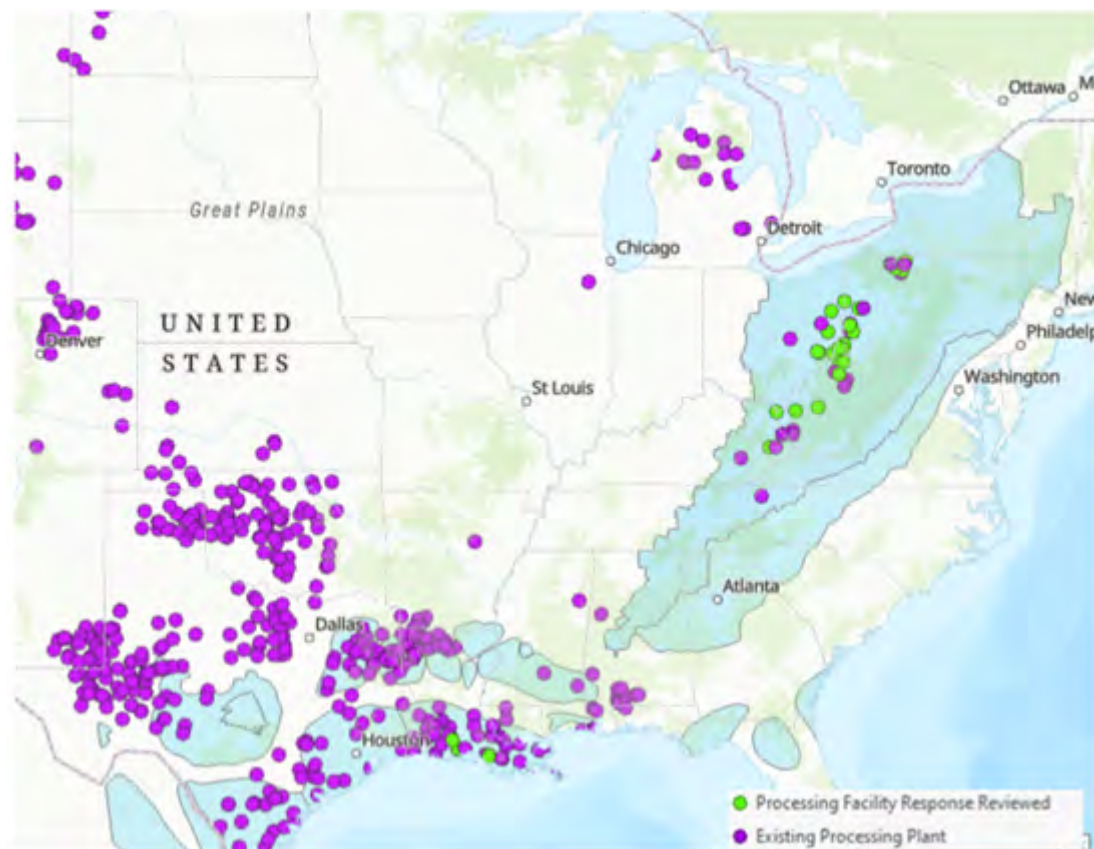 Ottawa
M
Toronto
Great Plains
Detroit
Chicago
New
UNITED
STATES
Denver
Philadelp
Washington
St Louis
Atlanta
Dallas
Houston
Processing Facility Response Reviewed
Existing Processing Plant